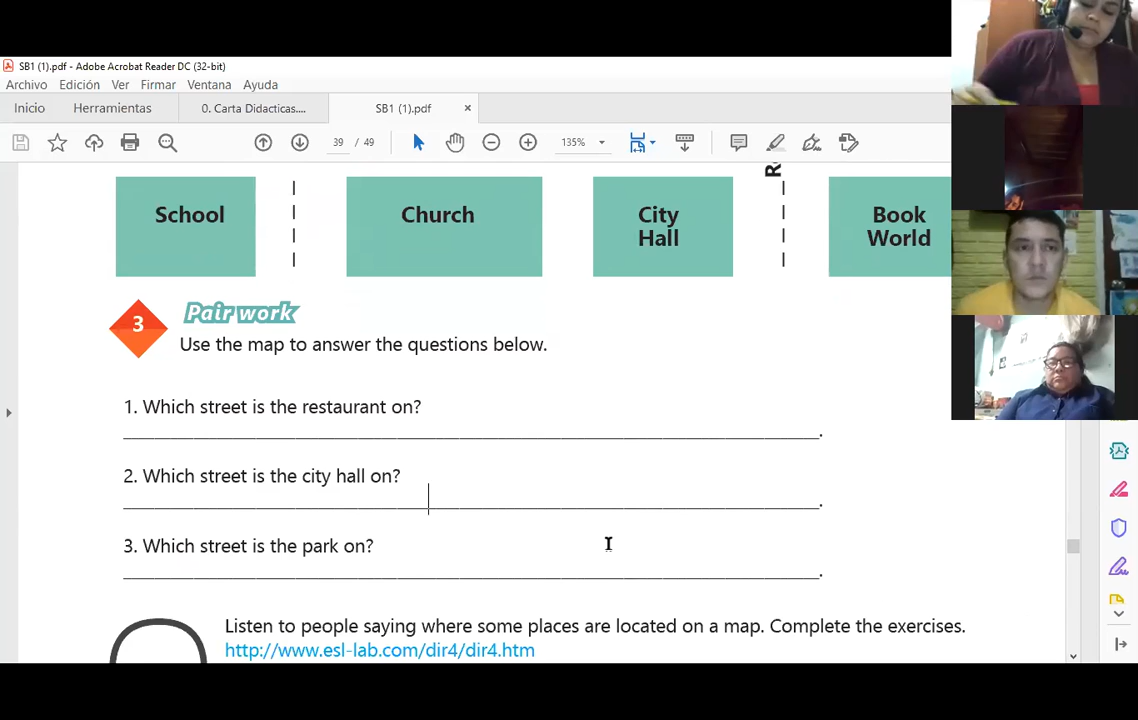 SB1 (1).pdf - Adobe Acrobat Reader DC (32-bit)
Archivo Edición Ver Firmar Ventana Ayuda
Inicio Herramientas 0. Carta Didacticas.... SB1 (1).pdf ×
39 / 49 135%
R
School Church City Hall Book World
3 Pair work
Use the map to answer the questions below.
1. Which street is the restaurant on?
.
2. Which street is the city hall on?
.
3. Which street is the park on?
.
Listen to people saying where some places are located on a map. Complete the exercises.
http://www.esl-lab.com/dir4/dir4.htm